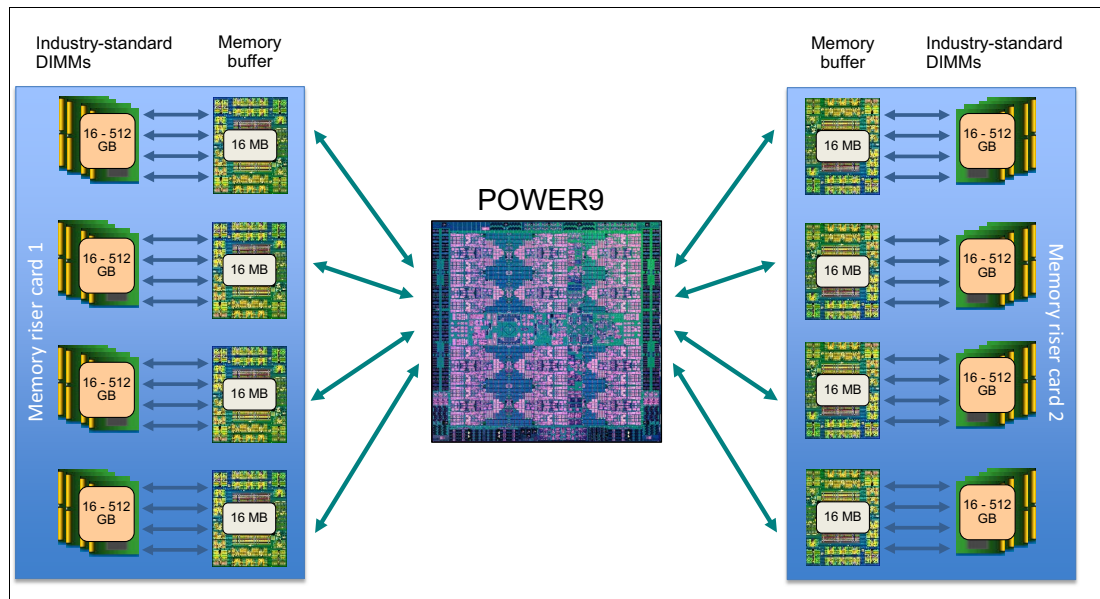 Industry-standard
DIMMs
Memory
buffer
Memory
buffer
Industry-standard
DIMMs
POWER9
Memory riser card 1
16 - 512
GB
16 MB
16 - 512
GB
16 MB
16 - 512
GB
16 MB
16 - 512
GB
16 MB
16 MB
16 - 512
GB
16 MB
16 - 512
GB
16 MB
16 - 512
GB
16 MB
16 - 512
GB
Memory riser card 2